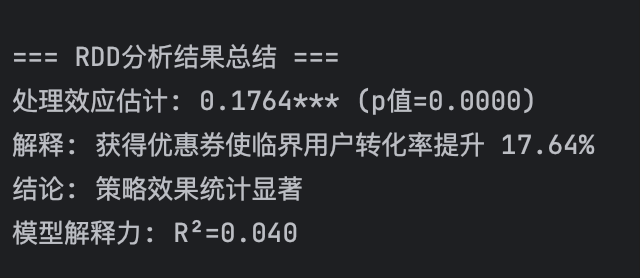 === RDD分析结果总结 ===
处理效应估计: 0.1764*** (p值=0.0000)
解释: 获得优惠券使临界用户转化率提升 17.64%
结论: 策略效果统计显著
模型解释力: R²=0.040